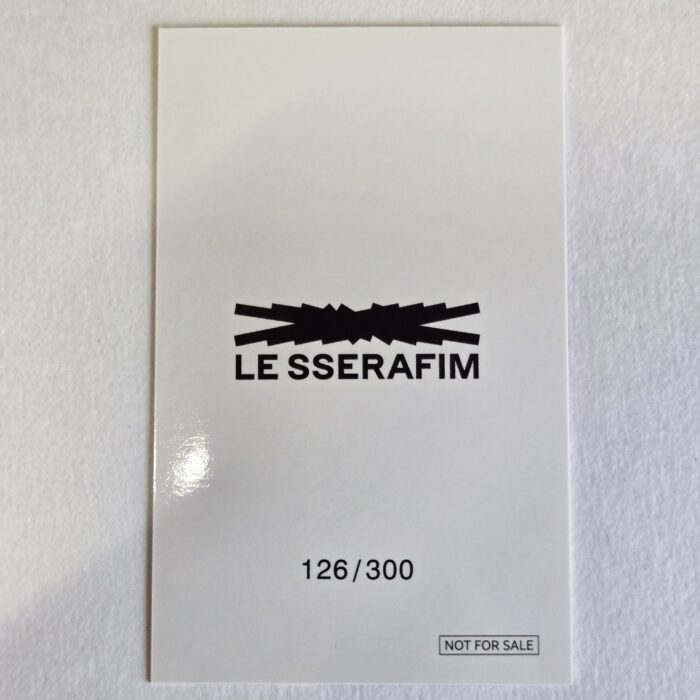 LE SSERAFIM
126/300
NOT FOR SALE